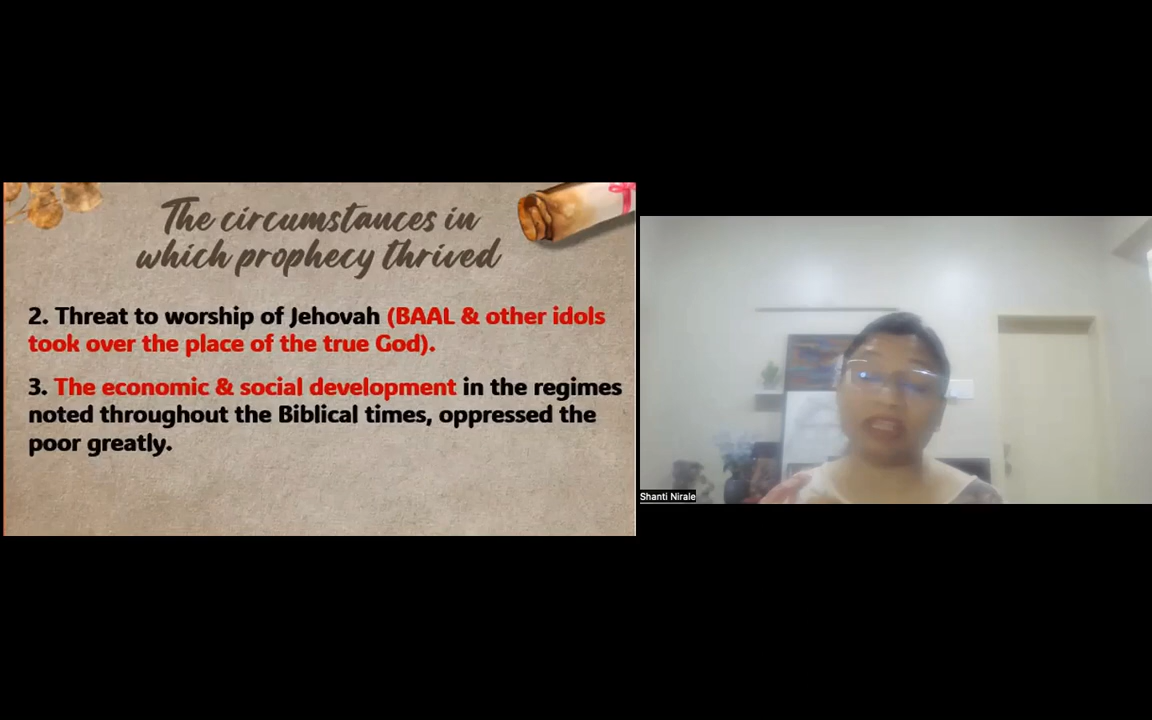 The circumstances in
which prophecy thrived
2. Threat to worship of Jehovah (BAAL & other idols
took over the place of the true God).
3. The economic & social development in the regimes
noted throughout the Biblical times, oppressed the
poor greatly.
Shanti Nirale